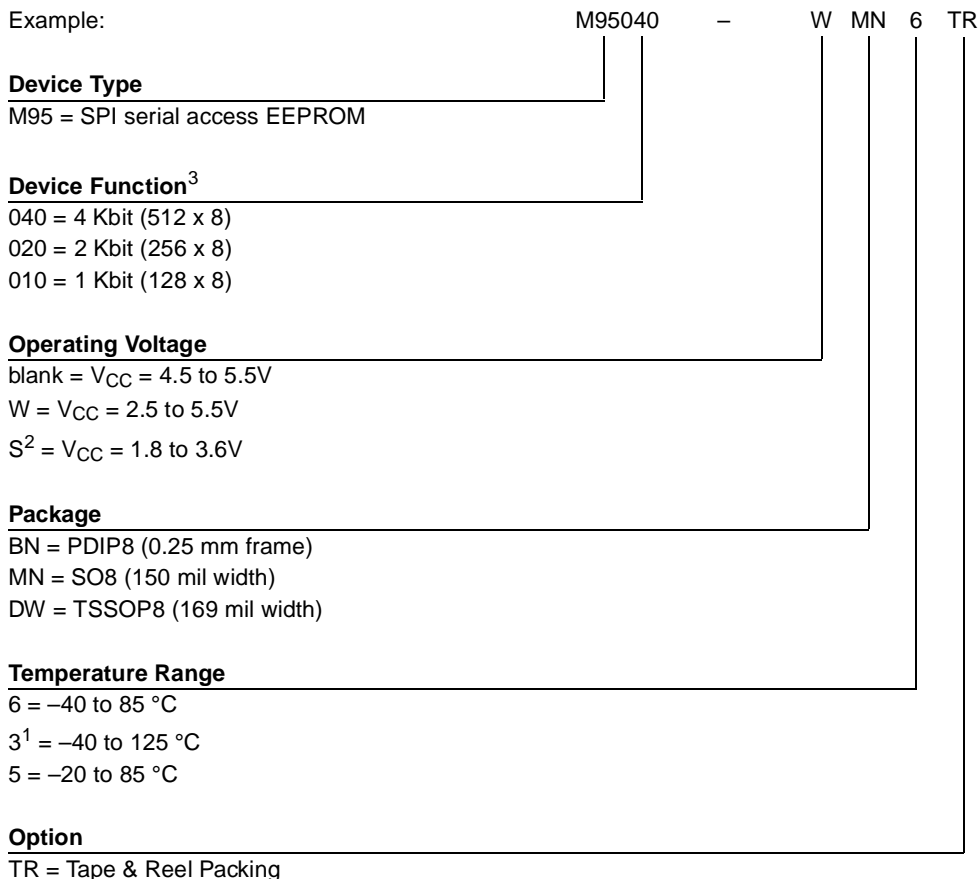 Example: M95040 – W MN 6 TR
Device Type
M95 = SPI serial access EEPROM
Device Function³
040 = 4 Kbit (512 x 8)
020 = 2 Kbit (256 x 8)
010 = 1 Kbit (128 x 8)
Operating Voltage
blank = VCC = 4.5 to 5.5V
W = VCC = 2.5 to 5.5V
S² = VCC = 1.8 to 3.6V
Package
BN = PDIP8 (0.25 mm frame)
MN = SO8 (150 mil width)
DW = TSSOP8 (169 mil width)
Temperature Range
6 = –40 to 85 °C
3¹ = –40 to 125 °C
5 = –20 to 85 °C
Option
TR = Tape & Reel Packing